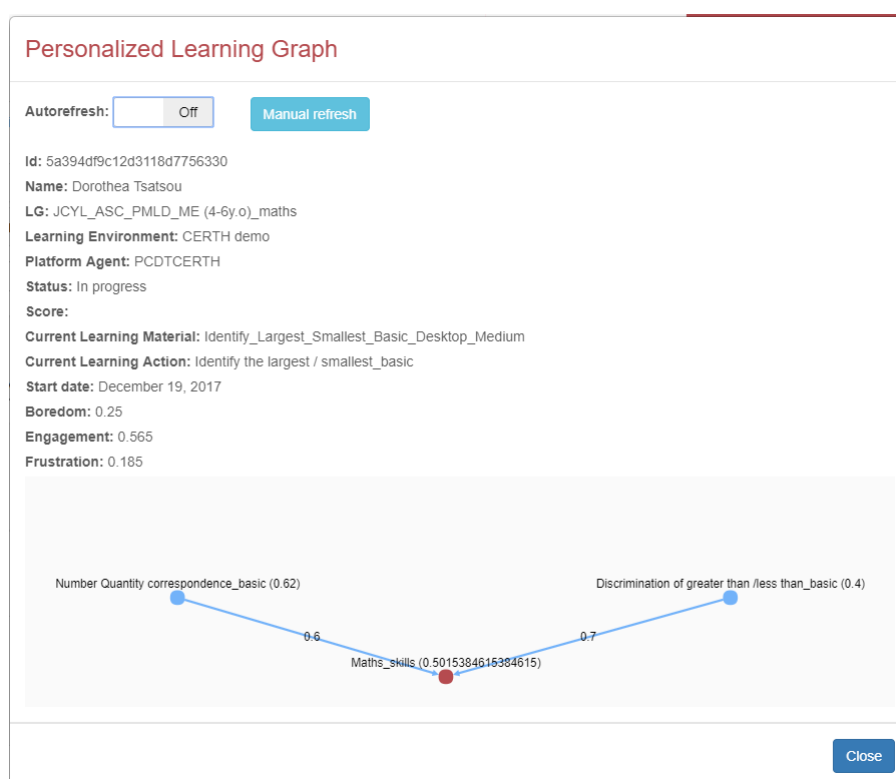 Personalized Learning Graph
Autorefresh: Off Manual refresh
Id: 5a394df9c12d3118d7756330
Name: Dorothea Tsatsou
LG: JCYL_ASC_PMLD_ME (4-6y.o)_maths
Learning Environment: CERTH demo
Platform Agent: PCDTCERTH
Status: In progress
Score:
Current Learning Material: Identify_Largest_Smallest_Basic_Desktop_Medium
Current Learning Action: Identify the largest / smallest_basic
Start date: December 19, 2017
Boredom: 0.25
Engagement: 0.565
Frustration: 0.185
Number Quantity correspondence_basic (0.62) Discrimination of greater than /less than_basic (0.4)
0.6 0.7
Maths_skills (0.5015384615384615)
Close